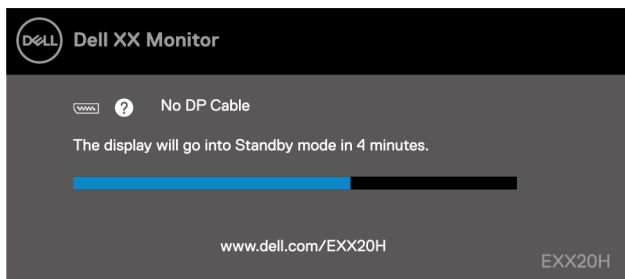 DELL Dell XX Monitor
? No DP Cable
The display will go into Standby mode in 4 minutes.
www.dell.com/EXX20H
EXX20H